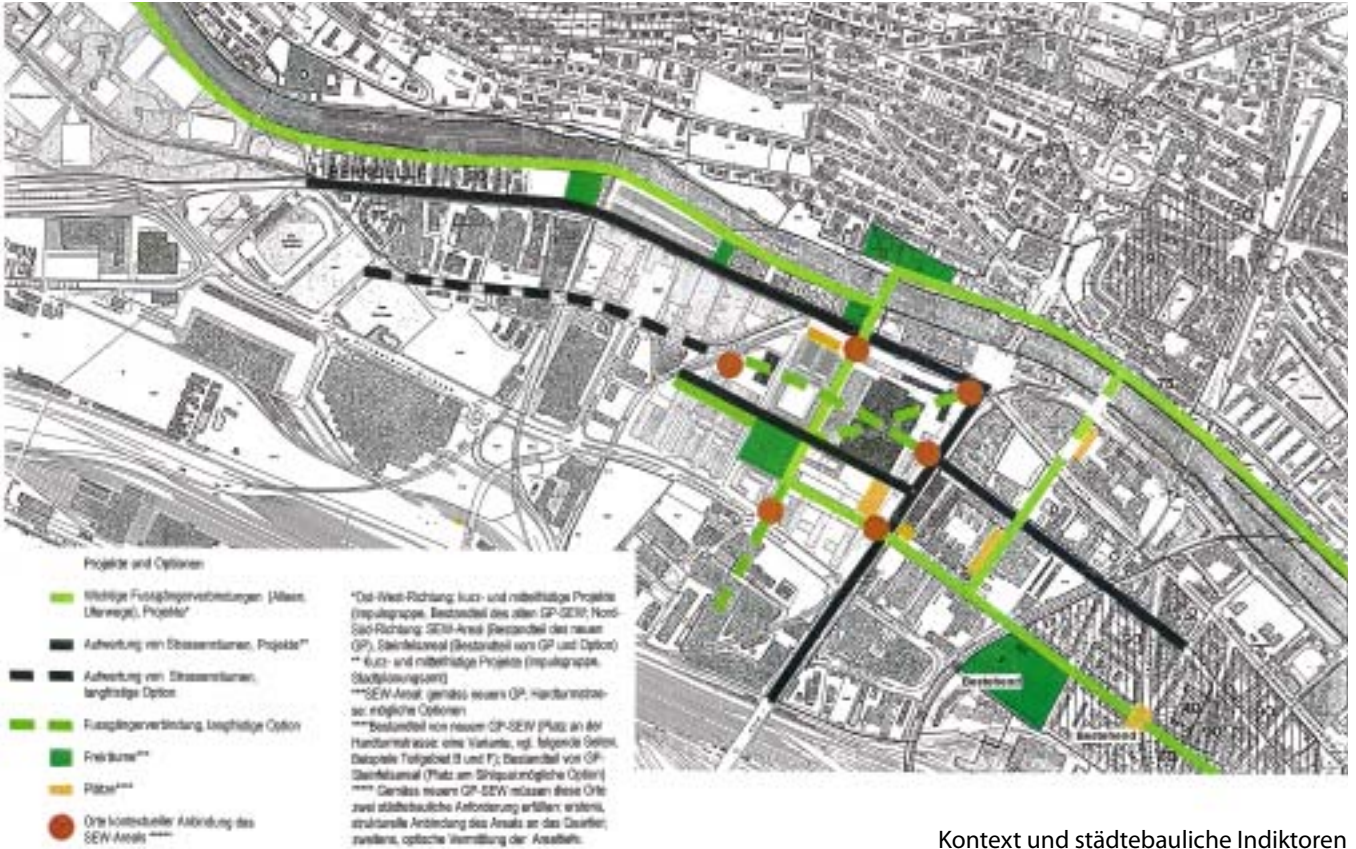 Projekte und Optionen
Wichtige Fussgängerverbindungen (Alleen,
Uferwege), Projekte*
Aufwertung von Strassenräumen, Projekte**
Aufwertung von Strassenräumen,
langfristige Option
Fussgängerverbindung, langfristige Option
Freiräume***
Plätze****
Orte kontextueller Anbindung des
SEW-Areals *****
*Ost-West-Richtung: kurz- und mittelfristige Projekte
(Impulsgruppe, Bestandteil des alten GP-SEW; Nord-
Süd-Richtung: SEW-Areal (Bestandteil des neuen
GP), Steinfelsareal (Bestandteil vom GP und Option)
** Kurz- und mittelfristige Projekte (Impulsgruppe,
Stadtplanungsamt)
***SEW-Areal: gemäss neuem GP; Hardturmstras-
se: mögliche Optionen
****Bestandteil von neuem GP-SEW (Platz an der
Hardturmstrasse: eine Variante, vgl. folgende Seiten,
Beispiele Teilgebiet B und F); Bestandteil von GP-
Steinfelsareal (Platz am Sihlquai mögliche Option)
***** Gemäss neuem GP-SEW müssen diese Orte
zwei städtebauliche Anforderung erfüllen: erstens,
strukturelle Anbindung des Areals an das Quartier;
zweitens, optische Vermittlung der Arealtiefe.
Bestehend
Bestehend
Kontext und städtebauliche Indiktoren